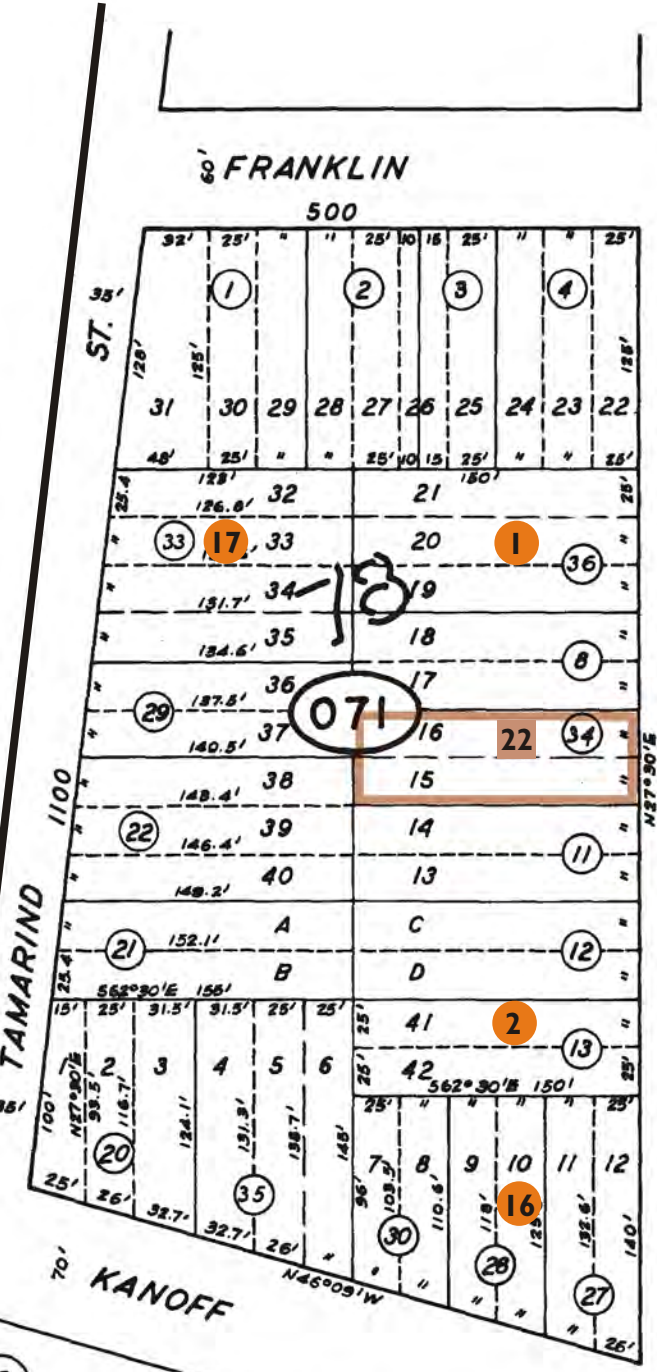 60' FRANKLIN
500
32' 25' " " 25' 10 15 25' " " 25'
35'
1 2 3 4
ST.
128' 125' 125'
31 30 29 28 27 26 25 24 23 22
48' 25' " " 25' 10 15 25' " " 25'
25.4 128' 32 21 150' 25'
126.8'
" 33 17 33 20 1 "
36
" 34 18 19 "
131.7'
" 35 18 "
134.6' 8
" 36 17 "
29 137.5' 071
" 37 16 22 34
140.5' N27°30'E
" 38 15 "
1100 143.4'
" 39 14 "
22 146.4' 11
" 40 13 "
149.2'
" A C "
21 152.1' 12
25.4 B D "
S62°30'E 155'
TAMARIND
15' 25' 31.5' 31.5' 25' 25' 25' 41 2 "
13
1 2 3 4 5 6 25' 42 25'
S62°30'E 150'
35' 100' N27°30'E 93.5' 116.7' 124.1' 131.3' 138.7' 145'
25' " " " " 25'
7 8 9 10 11 12
20 35 16
96' 103.5' 110.6' 118' 125' 132.6' 140'
25' 26' 32.7' 32.7' 26' "
30 28 27
" " " " " 26'
N46°09'W
70' KANOFF